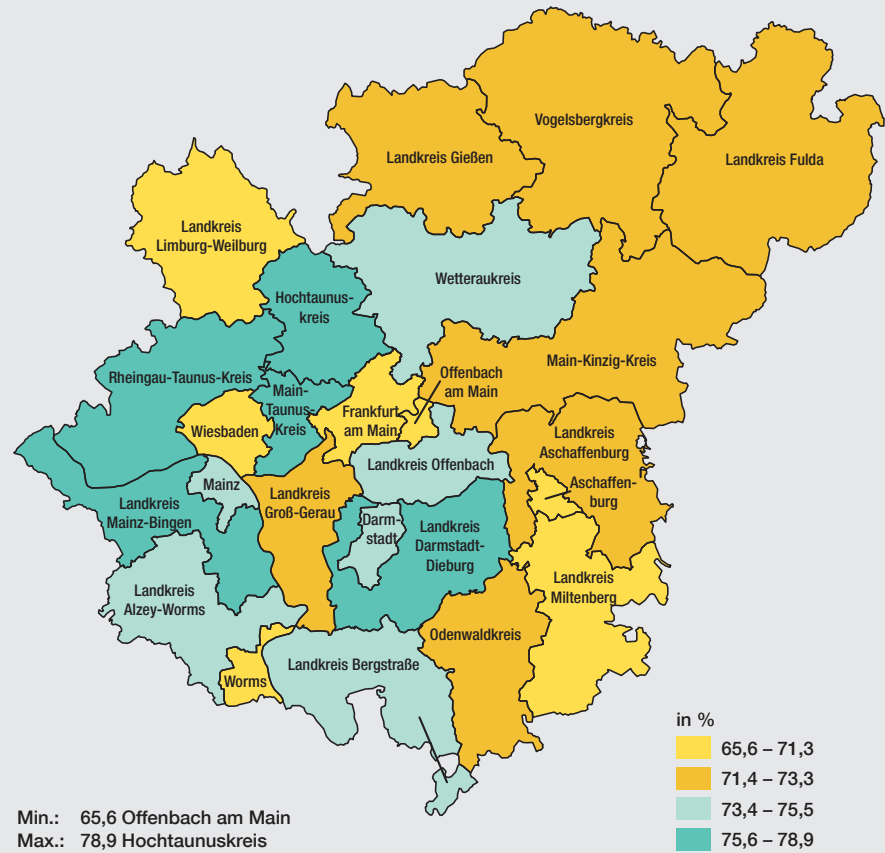 Vogelsbergkreis
Landkreis Gießen
Landkreis Fulda
Landkreis
Limburg-Weilburg
Wetteraukreis
Hochtaunus-
kreis
Main-Kinzig-Kreis
Offenbach
am Main
Rheingau-Taunus-Kreis
Main-
Taunus-
Kreis
Frankfurt
am Main
Wiesbaden
Landkreis
Aschaffenburg
Landkreis Offenbach
Mainz
Aschaffen-
burg
Landkreis
Mainz-Bingen
Landkreis
Groß-Gerau
Darm-
stadt
Landkreis
Darmstadt-
Dieburg
Landkreis
Miltenberg
Landkreis
Alzey-Worms
Odenwaldkreis
Landkreis Bergstraße
Worms
in %
65,6 – 71,3
71,4 – 73,3
73,4 – 75,5
75,6 – 78,9
Min.: 65,6 Offenbach am Main
Max.: 78,9 Hochtaunuskreis